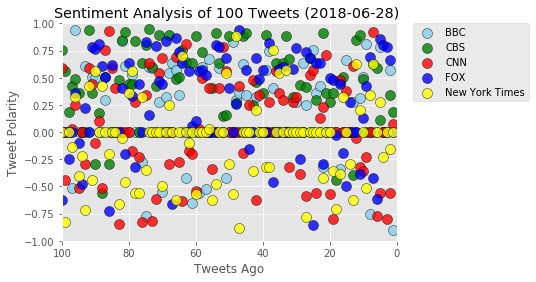 Sentiment Analysis of 100 Tweets (2018-06-28)
1.00
0.75
0.50
0.25
0.00
−0.25
−0.50
−0.75
−1.00
Tweet Polarity
100 80 60 40 20 0
Tweets Ago
BBC
CBS
CNN
FOX
New York Times